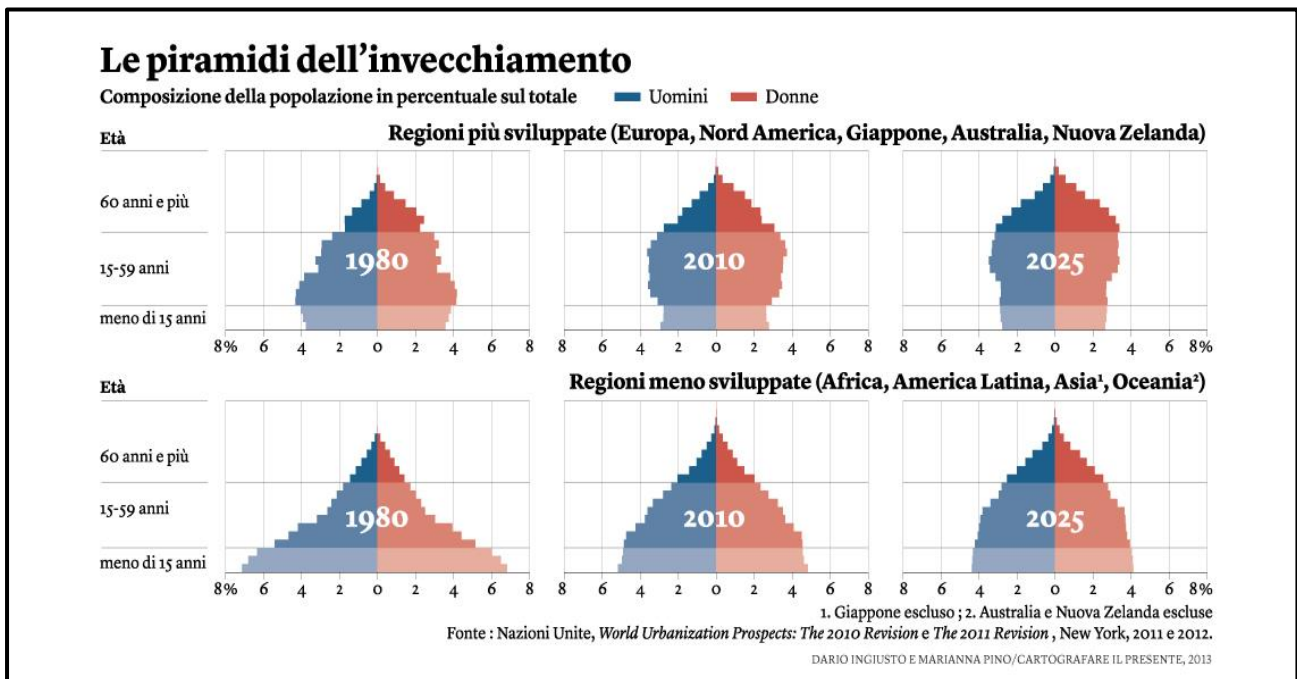 Le piramidi dell'invecchiamento
Composizione della popolazione in percentuale sul totale Uomini Donne
Età
Regioni più sviluppate (Europa, Nord America, Giappone, Australia, Nuova Zelanda)
60 anni e più
15-59 anni
meno di 15 anni
1980
2010
2025
8% 6 4 2 0 2 4 6 8 8 6 4 2 0 2 4 6 8 8 6 4 2 0 2 4 6 8%
Età
Regioni meno sviluppate (Africa, America Latina, Asia¹, Oceania²)
60 anni e più
15-59 anni
meno di 15 anni
1980
2010
2025
8% 6 4 2 0 2 4 6 8 8 6 4 2 0 2 4 6 8 8 6 4 2 0 2 4 6 8%
1. Giappone escluso ; 2. Australia e Nuova Zelanda escluse
Fonte : Nazioni Unite, World Urbanization Prospects: The 2010 Revision e The 2011 Revision , New York, 2011 e 2012.
DARIO INGIUSTO E MARIANNA PINO/CARTOGRAFARE IL PRESENTE, 2013